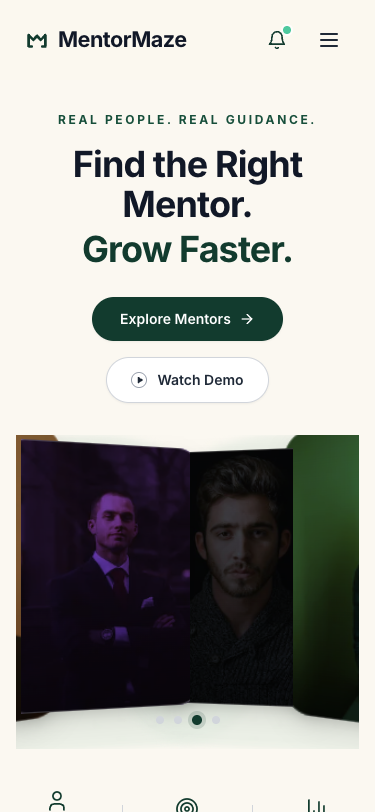 MentorMaze
REAL PEOPLE. REAL GUIDANCE.
Find the Right
Mentor.
Grow Faster.
Explore Mentors
Watch Demo